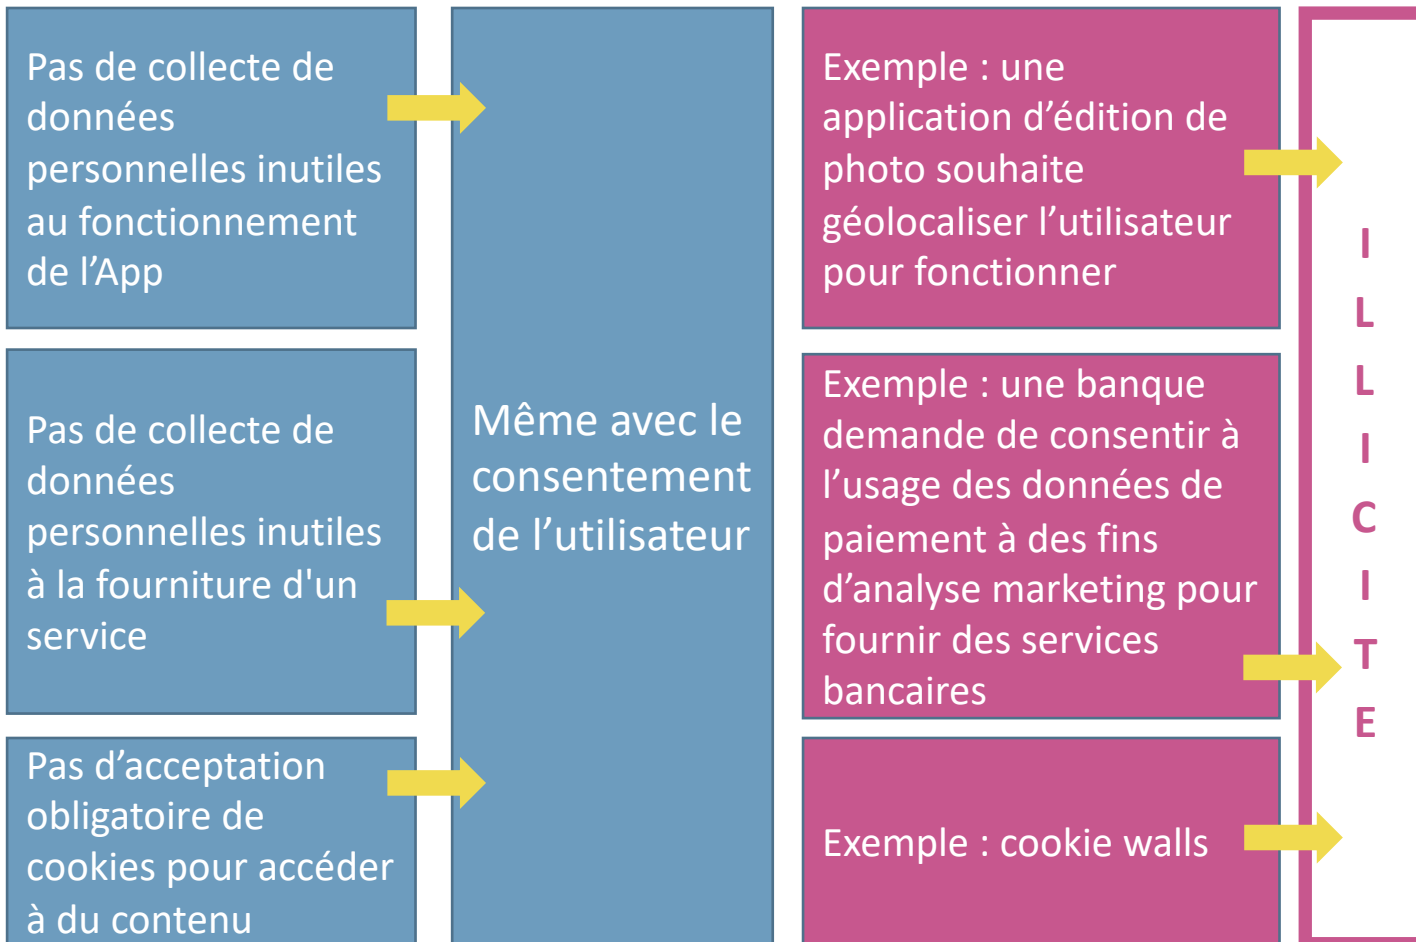 Pas de collecte de
données
personnelles inutiles
au fonctionnement
de l’App
Pas de collecte de
données
personnelles inutiles
à la fourniture d'un
service
Pas d’acceptation
obligatoire de
cookies pour accéder
à du contenu
Même avec le
consentement
de l’utilisateur
Exemple : une
application d’édition de
photo souhaite
géolocaliser l’utilisateur
pour fonctionner
Exemple : une banque
demande de consentir à
l’usage des données de
paiement à des fins
d’analyse marketing pour
fournir des services
bancaires
Exemple : cookie walls
I
L
L
I
C
I
T
E